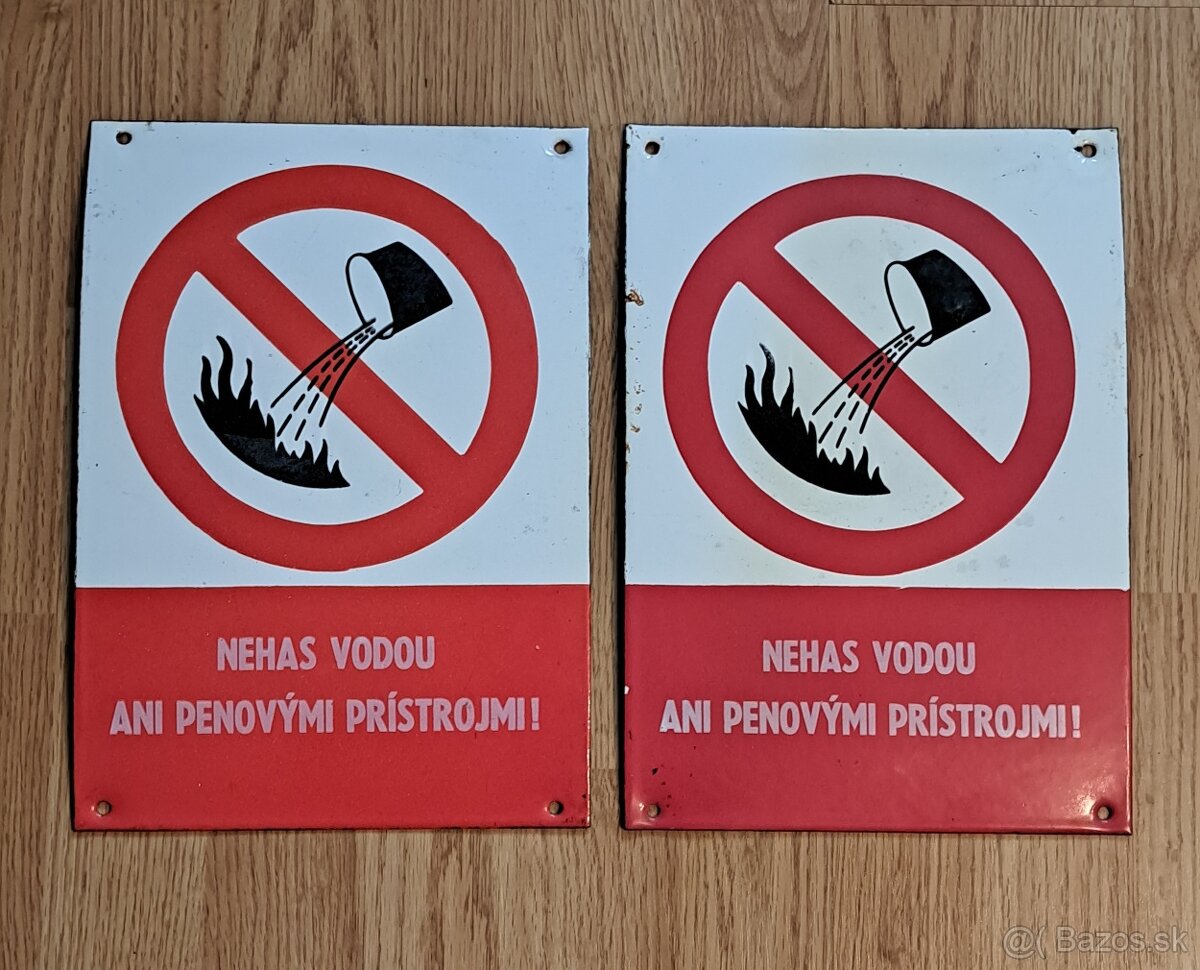 NEHAS VODOU
ANI PENOVÝMI PRÍSTROJMI!
NEHAS VODOU
ANI PENOVÝMI PRÍSTROJMI!
@( Bazos.sk